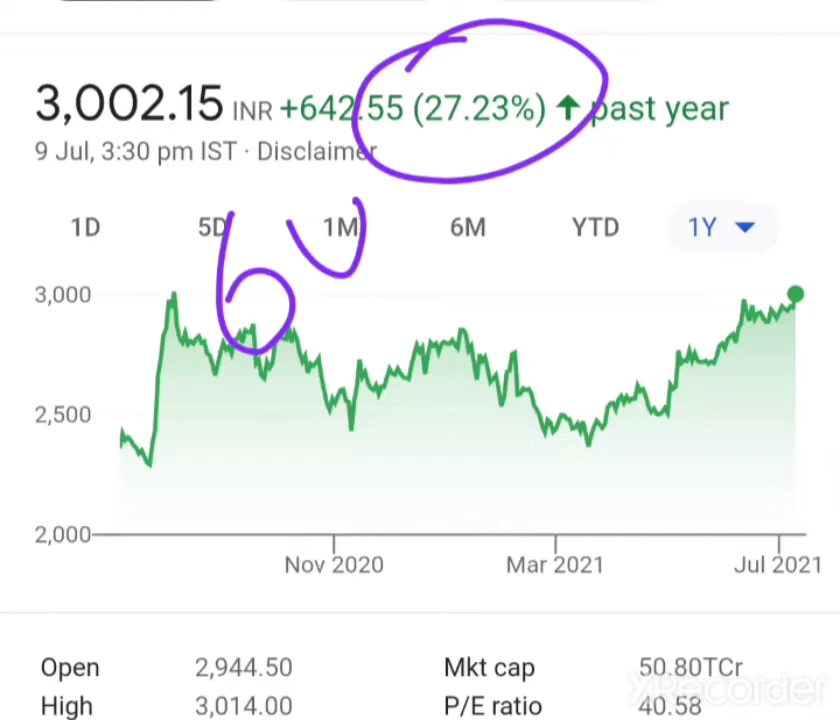 3,002.15 INR +642.55 (27.23%) ↑ past year
9 Jul, 3:30 pm IST · Disclaimer
1D 5D 1M 6M YTD 1Y
6
3,000
2,500
2,000
Nov 2020 Mar 2021 Jul 2021
Open 2,944.50 Mkt cap 50.80TCr
High 3,014.00 P/E ratio 40.58
XRecorder